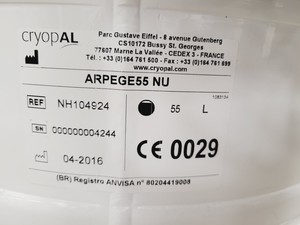 cryopAL
Parc Gustave Eiffel - 8 avenue Gutenberg
CS10172 Bussy St. Georges
77607 Marne La Vallée - CEDEX 3 - FRANCE
Tel: +33 (0)164 761 500 - Fax: +33 (0)164 761 699
www.cryopal.com
ARPEGE55 NU
REF NH104924 55 L
SN 000000004244
04-2016 CE 0029
(BR) Registro ANVISA nº 80204419008